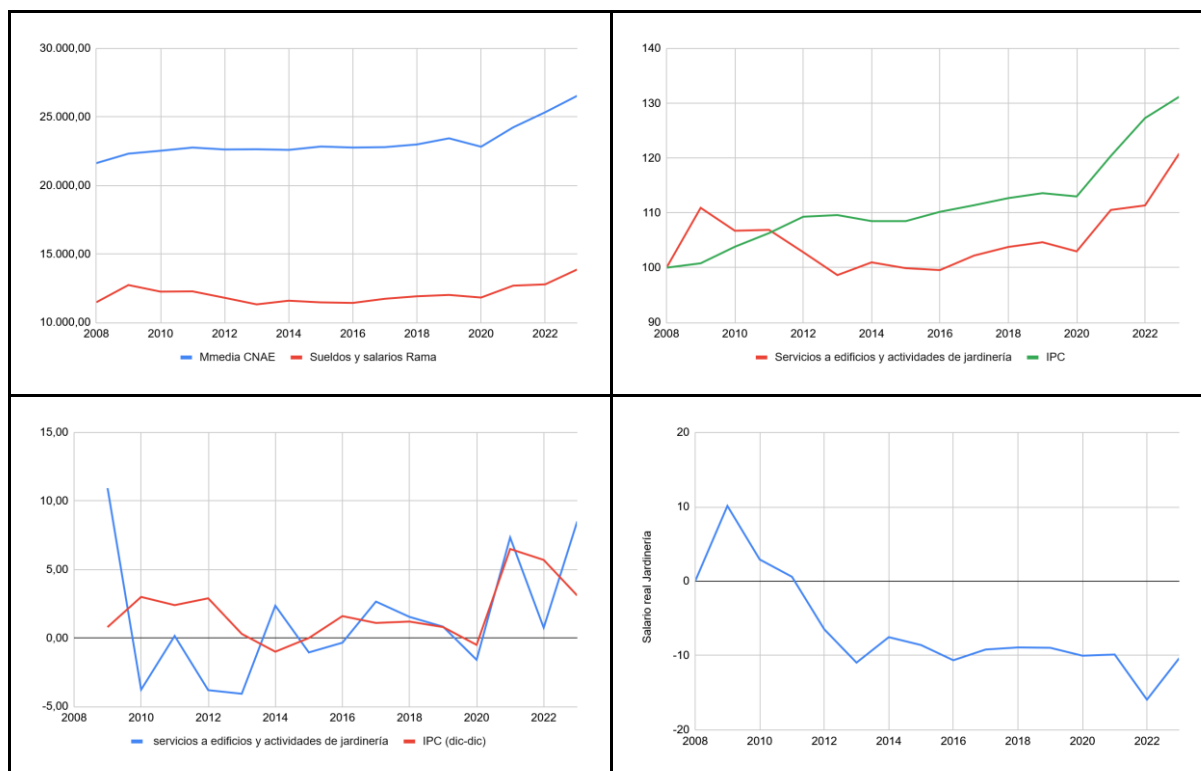 30.000,00
25.000,00
20.000,00
15.000,00
10.000,00
2008 2010 2012 2014 2016 2018 2020 2022
Mmedia CNAE Sueldos y salarios Rama
140
130
120
110
100
90
2008 2010 2012 2014 2016 2018 2020 2022
Servicios a edificios y actividades de jardinería IPC
15,00
10,00
5,00
0,00
-5,00
2008 2010 2012 2014 2016 2018 2020 2022
servicios a edificios y actividades de jardinería IPC (dic-dic)
Salario real Jardinería
20
10
0
-10
-20
2008 2010 2012 2014 2016 2018 2020 2022